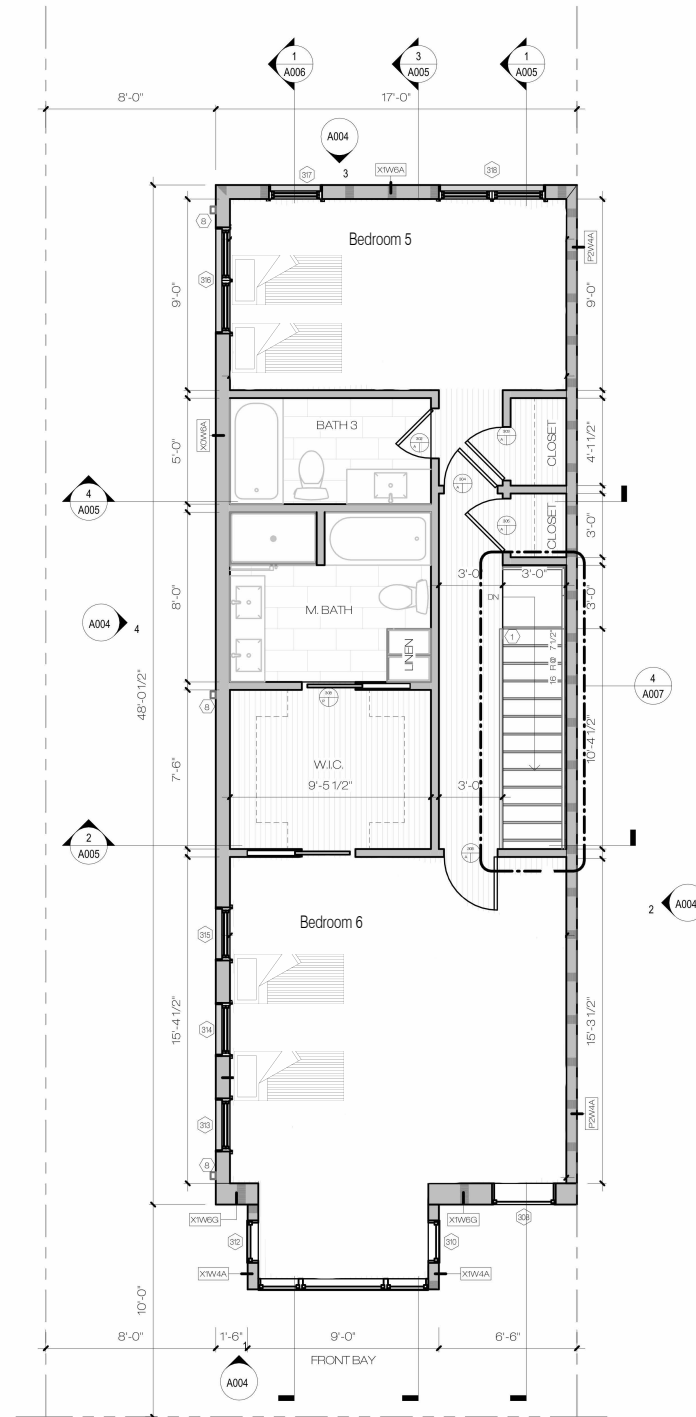 1
A006
3
A005
1
A005
8'-0"
17'-0"
A004
3
317
X1W6A
318
8
Bedroom 5
P2W4A
316
9'-0"
9'-0"
BATH 3
CLOSET
X0W6A
5'-0"
4'-11/2"
4
A005
CLOSET
3'-0"
3'-0"
3'-0"
3'-0"
DN
8'-0"
M. BATH
1
A004
4
LINEN
16 R@ 7 1/2"
4
A007
48'-0 1/2"
8
10'-4 1/2"
7'-6"
W.I.C.
9'-5 1/2"
3'-0"
2
A005
2
A004
Bedroom 6
315
15'-4 1/2"
314
15'-3 1/2"
313
P2W4A
8
X1W6G
X1W6G
308
312
310
X1W4A
X1W4A
10'-0"
8'-0"
1'-6"
9'-0"
6'-6"
1
FRONT BAY
A004